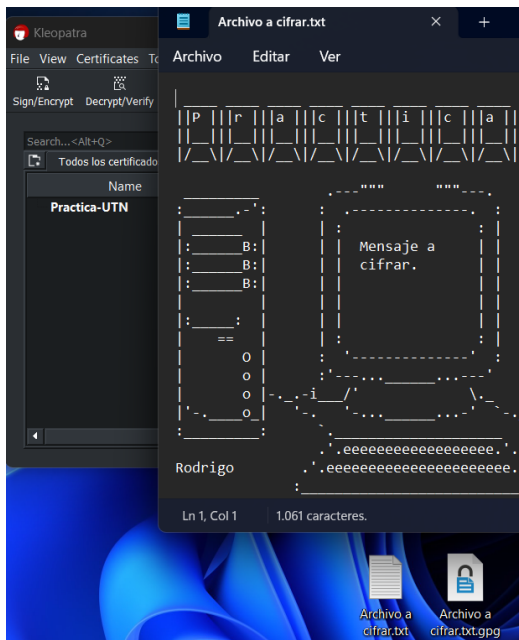 Kleopatra
File View Certificates
Sign/Encrypt Decrypt/Verify
Search...<Alt+Q>
Todos los certificado
Name
Practica-UTN
Archivo a cifrar.txt
Archivo Editar Ver
Practica
Mensaje a
cifrar.
Rodrigo
Ln 1, Col 1 1.061 caracteres.
Archivo a
cifrar.txt
Archivo a
cifrar.txt.gpg